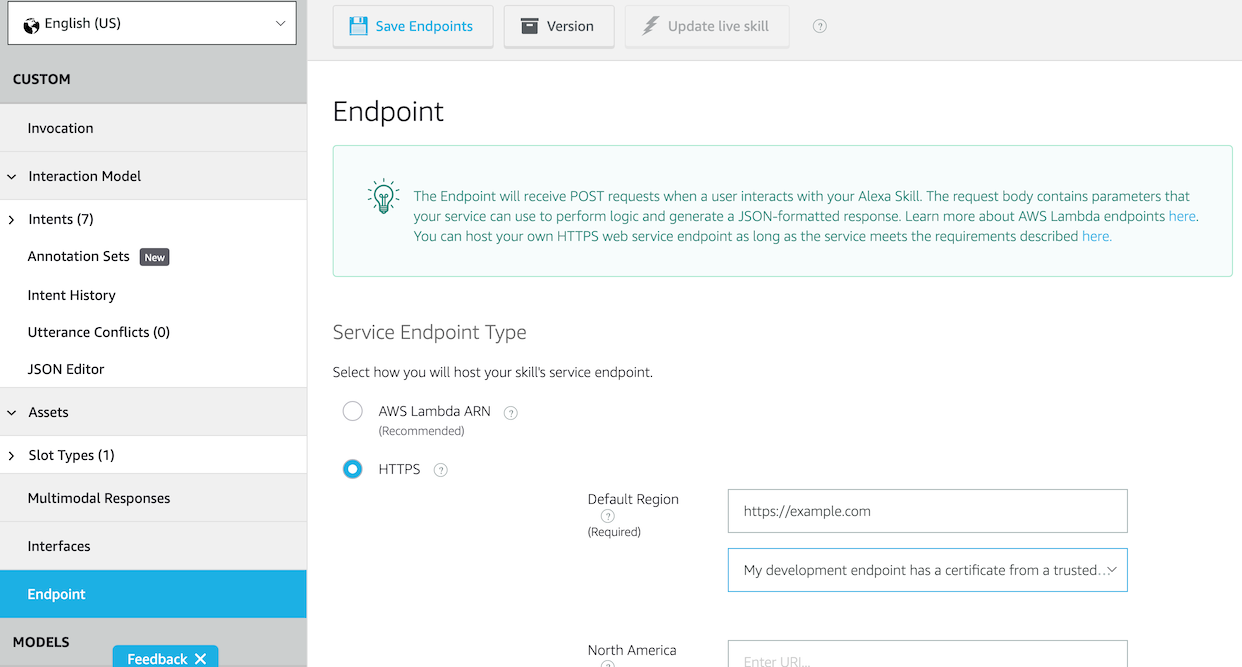 English (US)
Save Endpoints
Version
Update live skill
?
CUSTOM
Invocation
Interaction Model
Intents (7)
Annotation Sets New
Intent History
Utterance Conflicts (0)
JSON Editor
Assets
Slot Types (1)
Multimodal Responses
Interfaces
Endpoint
MODELS
Feedback
Endpoint
The Endpoint will receive POST requests when a user interacts with your Alexa Skill. The request body contains parameters that
your service can use to perform logic and generate a JSON-formatted response. Learn more about AWS Lambda endpoints here.
You can host your own HTTPS web service endpoint as long as the service meets the requirements described here.
Service Endpoint Type
Select how you will host your skill's service endpoint.
AWS Lambda ARN ?
(Recommended)
HTTPS ?
Default Region
?
(Required)
https://example.com
My development endpoint has a certificate from a trusted...
North America
?
Enter URI...